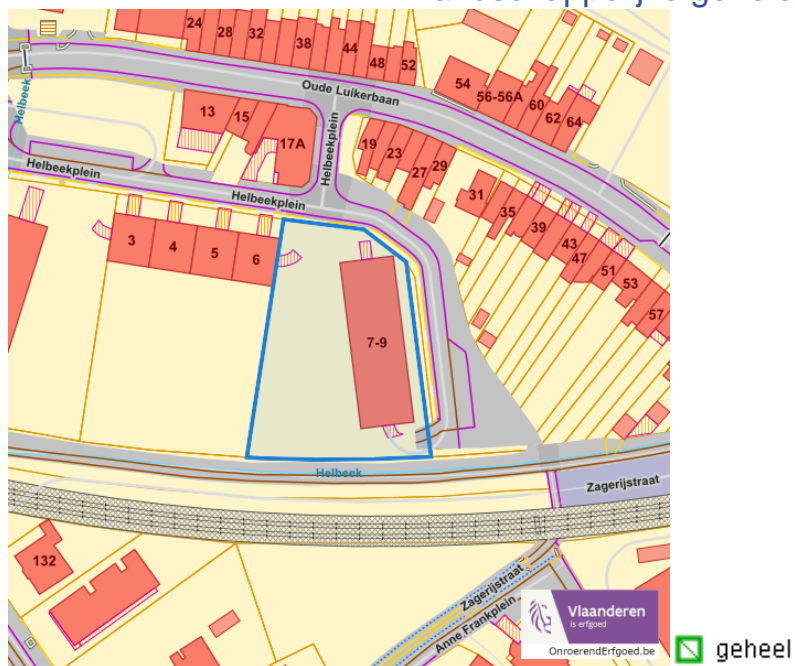 24
28
32
38
44
48
52
54
56-56A
60
62
64
Oude Luikerbaan
Helbeek
13
15
17A
Helbeekplein
19
23
27
29
Helbeekplein
Helbeekplein
31
35
39
43
47
51
53
57
3
4
5
6
7-9
Helbeek
Zagerijstraat
132
Zagerijstraat
Anne Frankplein
Vlaanderen
is erfgoed
OnroerendErfgoed.be
geheel